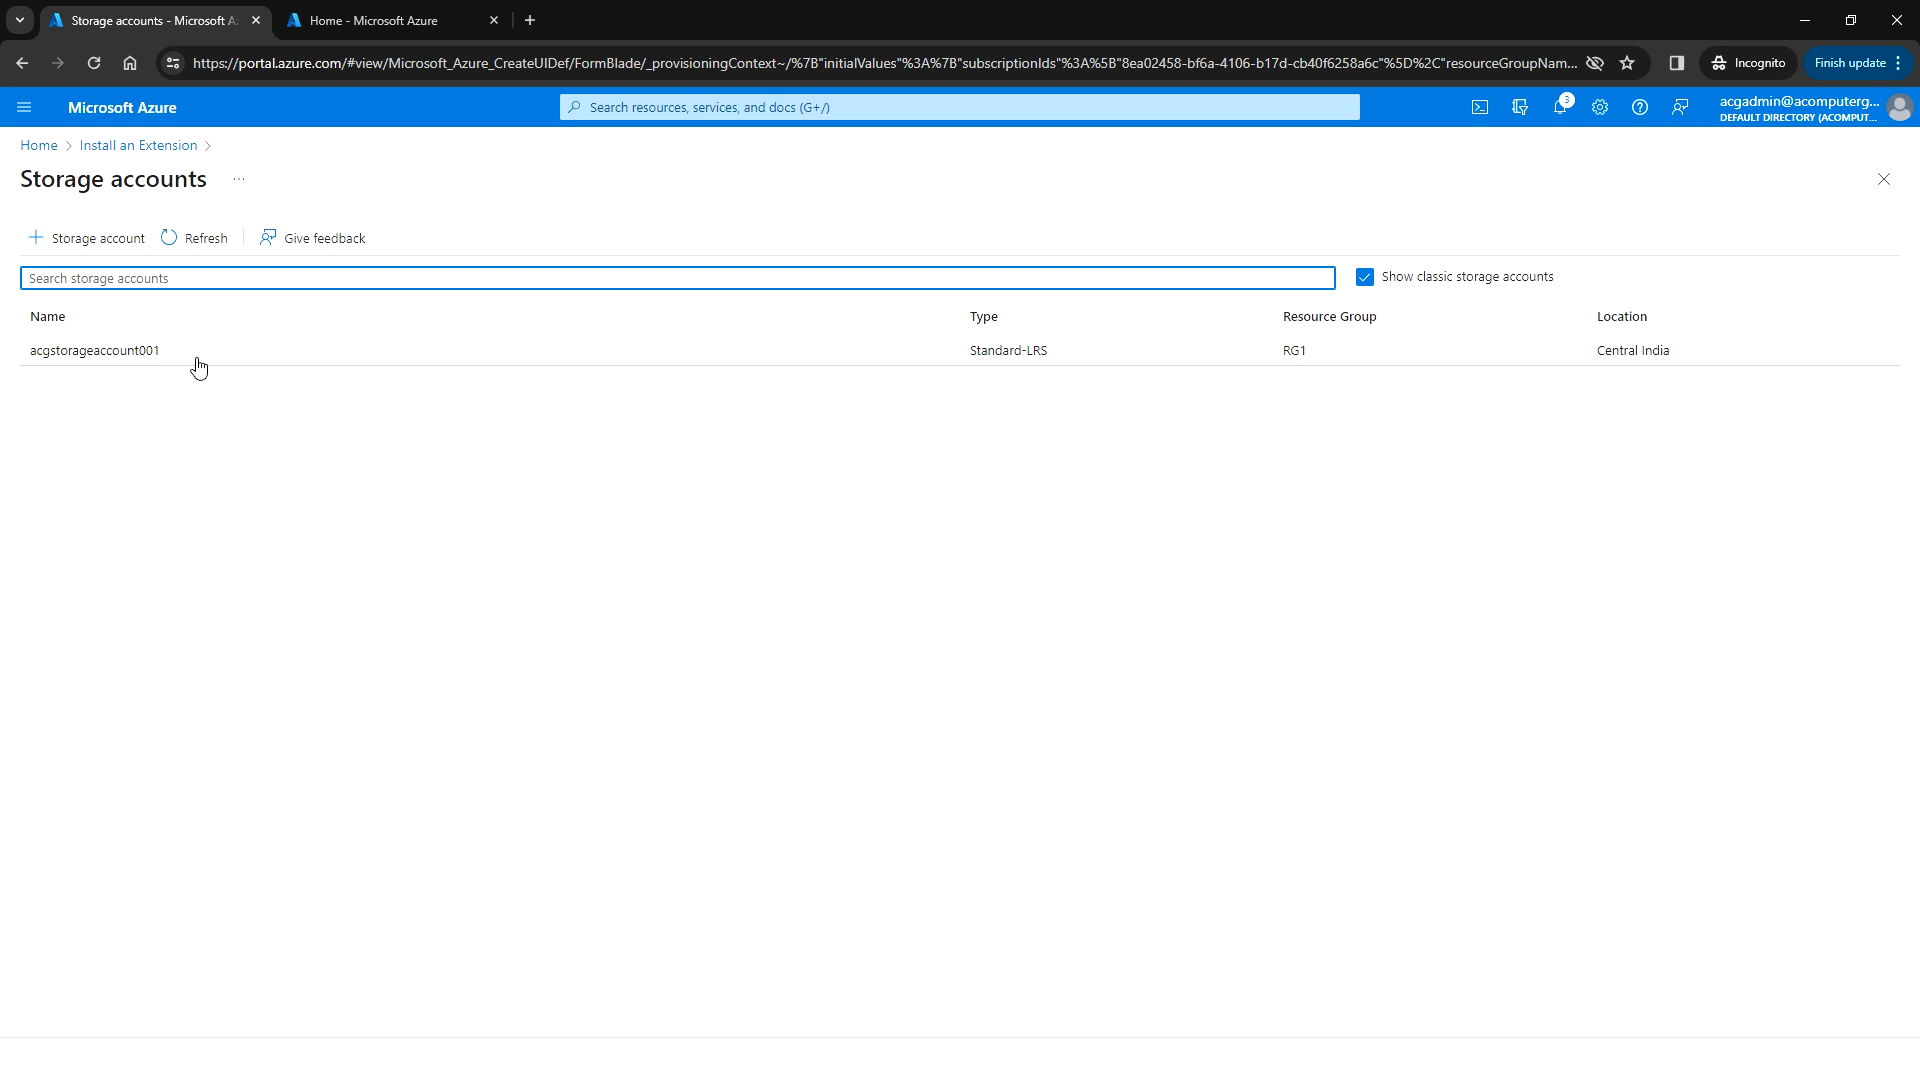 Storage accounts - Microsoft A
Home - Microsoft Azure
https://portal.azure.com/#view/Microsoft_Azure_CreateUIDef/FormBlade/_provisioningContext~/%7B"initialValues"%3A%7B"subscriptionIds"%3A%5B"8ea02458-bf6a-4106-b17d-cb40f6258a6c"%5D%2C"resourceGroupNam...
Incognito
Finish update
Microsoft Azure
Search resources, services, and docs (G+/)
3
acgadmin@acomputerg...
DEFAULT DIRECTORY (ACOMPUT...
Home > Install an Extension >
Storage accounts ...
Storage account
Refresh
Give feedback
Search storage accounts
Show classic storage accounts
Name Type Resource Group Location
acgstorageaccount001 Standard-LRS RG1 Central India